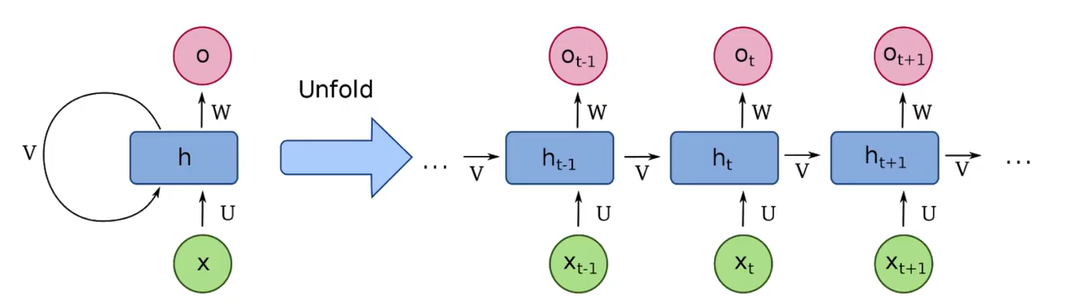 o
W
V
h
U
x
Unfold
...
V
o_{t-1}
W
h_{t-1}
V
U
x_{t-1}
o_t
W
h_t
V
U
x_t
o_{t+1}
W
h_{t+1}
V
U
x_{t+1}
...